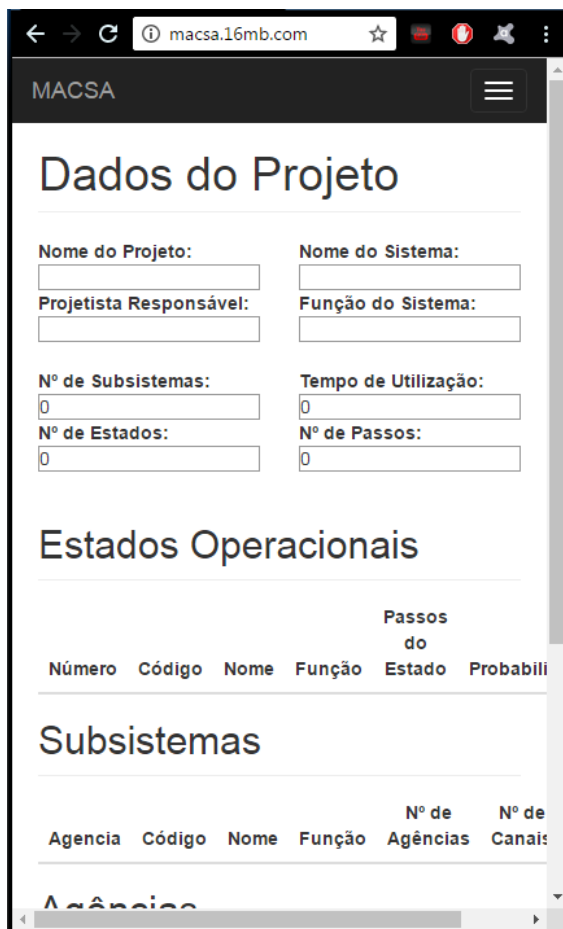 macsa.16mb.com
MACSA
Dados do Projeto
Nome do Projeto: Nome do Sistema:
Projetista Responsável: Função do Sistema:
Nº de Subsistemas: Tempo de Utilização:
0 0
Nº de Estados: Nº de Passos:
0 0
Estados Operacionais
Passos
do
Número Código Nome Função Estado Probabili
Subsistemas
Nº de Nº de
Agencia Código Nome Função Agências Canais
Agências